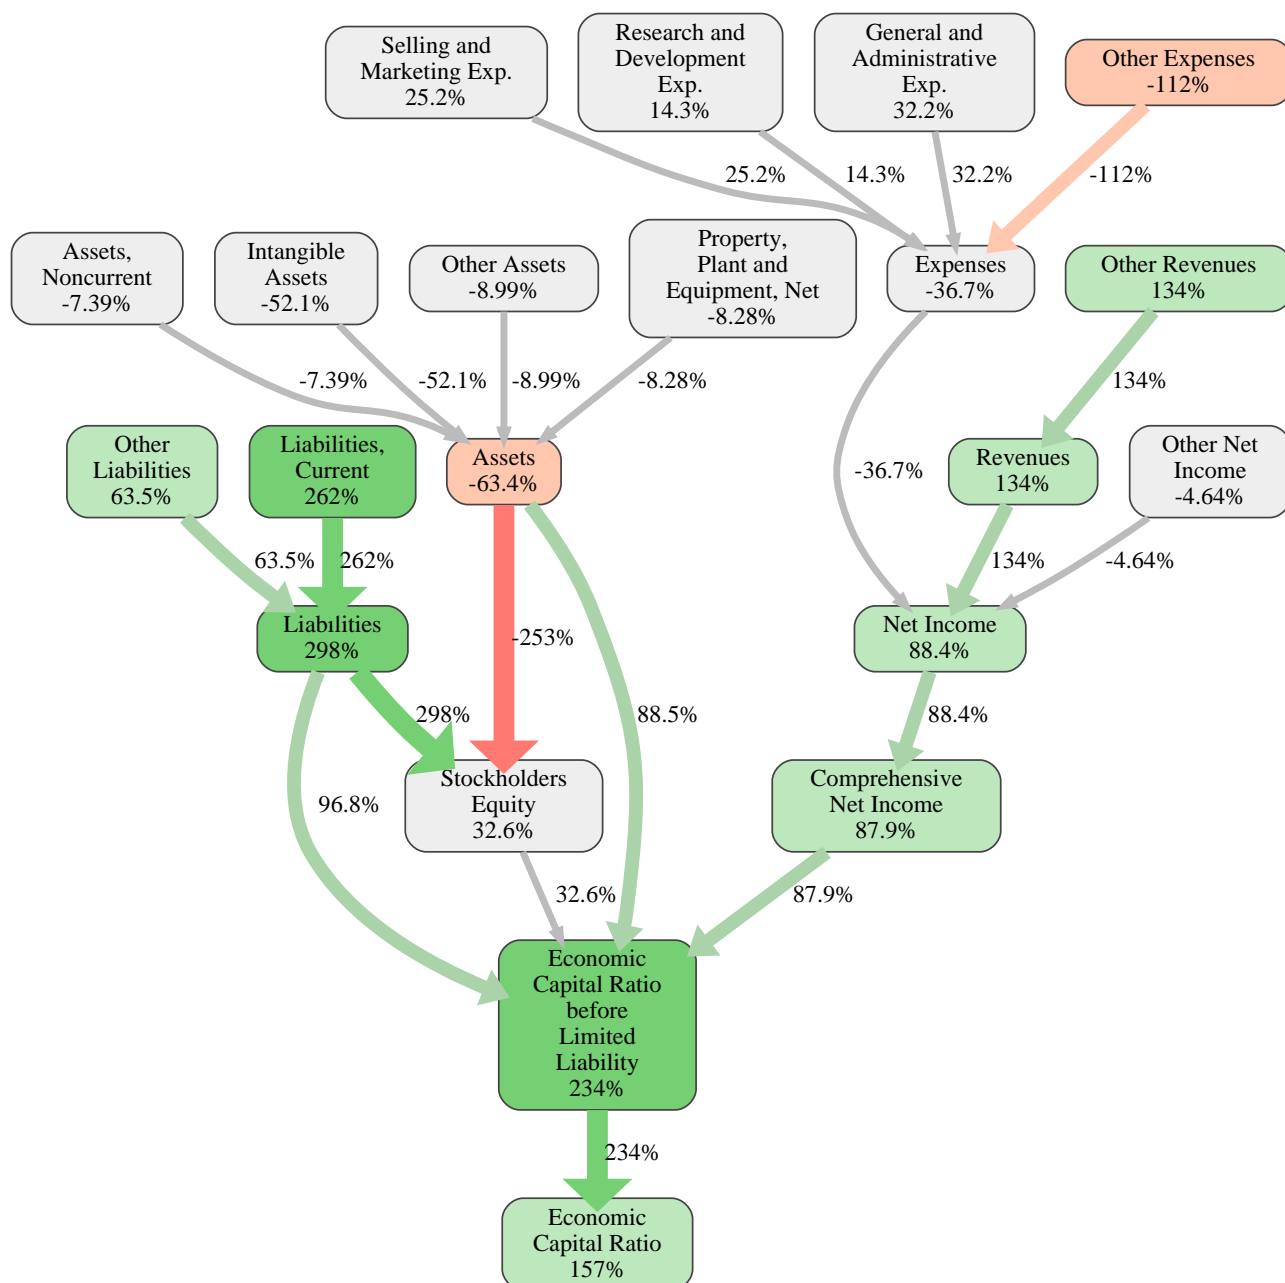 Selling and
Marketing Exp.
25.2%
Research and
Development
Exp.
14.3%
General and
Administrative
Exp.
32.2%
Other Expenses
-112%
25.2%
14.3%
32.2%
-112%
Assets,
Noncurrent
-7.39%
Intangible
Assets
-52.1%
Other Assets
-8.99%
Property,
Plant and
Equipment, Net
-8.28%
Expenses
-36.7%
Other Revenues
134%
-7.39%
-52.1%
-8.99%
-8.28%
134%
Other
Liabilities
63.5%
Liabilities,
Current
262%
Assets
-63.4%
-36.7%
Revenues
134%
Other Net
Income
-4.64%
63.5%
262%
134%
-4.64%
Liabilities
298%
-253%
Net Income
88.4%
298%
88.5%
88.4%
Stockholders
Equity
32.6%
Comprehensive
Net Income
87.9%
96.8%
32.6%
87.9%
Economic
Capital Ratio
before
Limited
Liability
234%
234%
Economic
Capital Ratio
157%